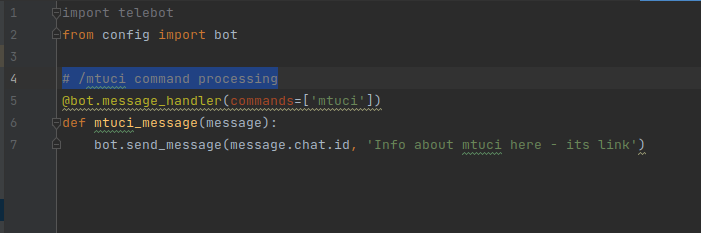 1 import telebot
2 from config import bot
3
4 # /mtuci command processing
5 @bot.message_handler(commands=['mtuci'])
6 def mtuci_message(message):
7     bot.send_message(message.chat.id, 'Info about mtuci here - its link')